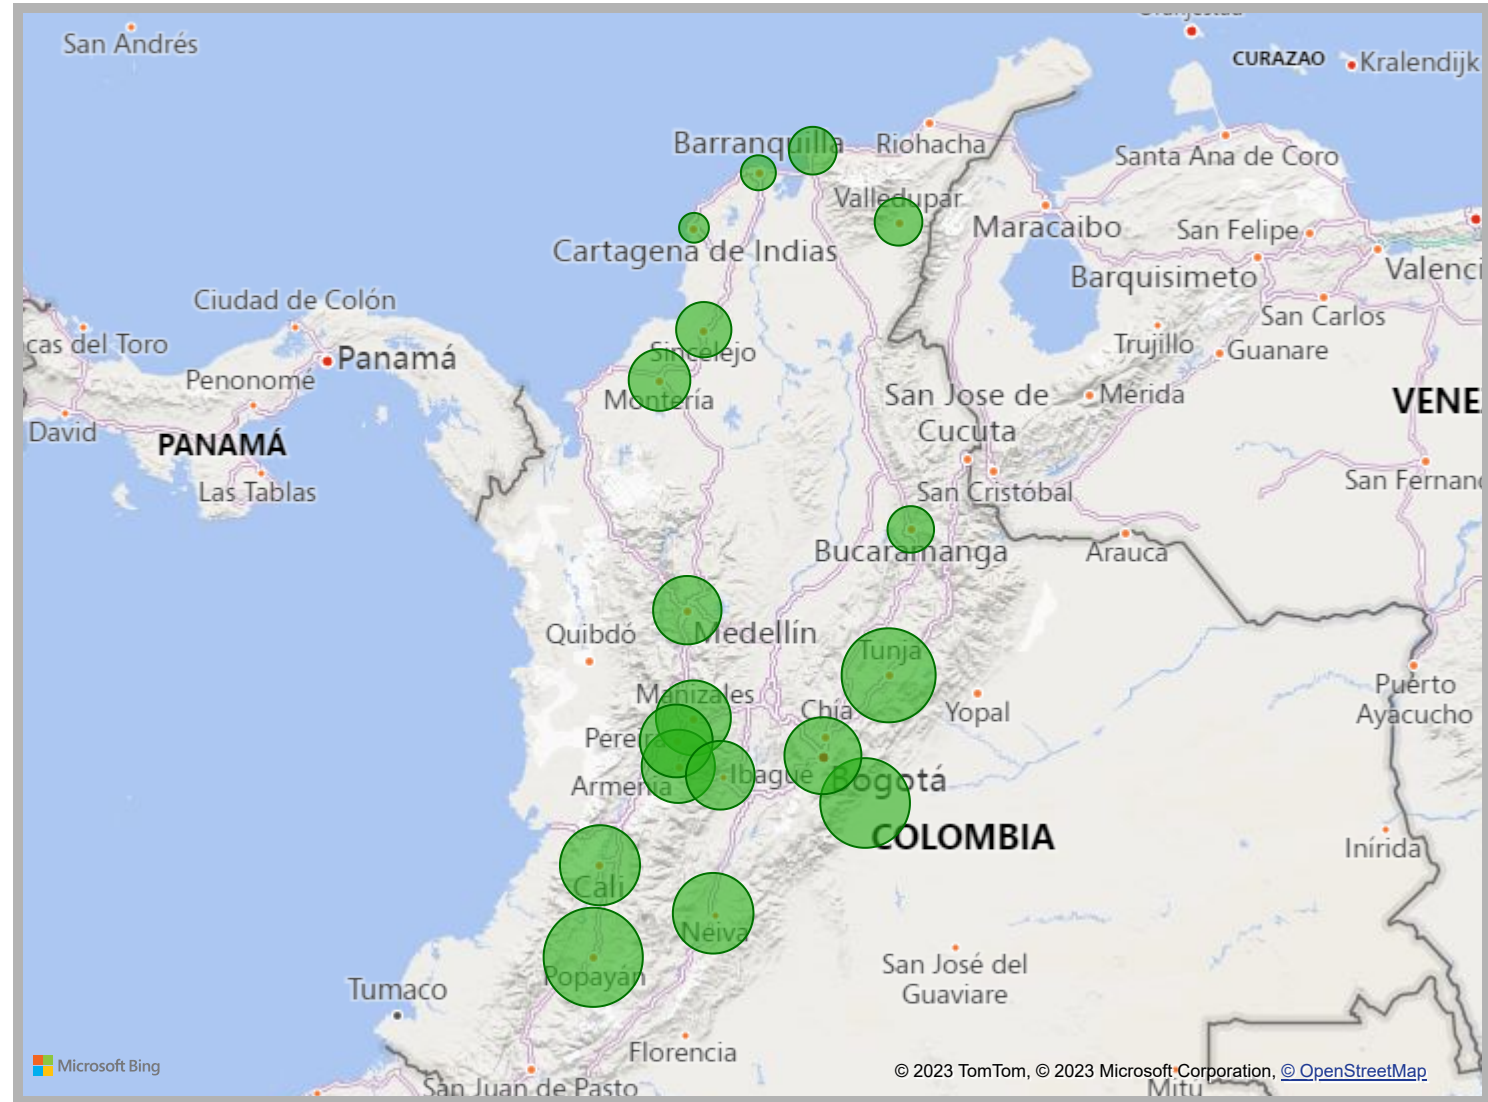 San Andrés
CURAZAO
Kralendijk
Barranquilla
Riohacha
Santa Ana de Coro
Valledupar
Maracaibo
San Felipe
Cartagena de Indias
Barquisimeto
Valenci
Ciudad de Colón
San Carlos
cas del Toro
Panamá
Sincelejo
Trujillo
Guanare
Penonomé
Montería
San Jose de
Cucuta
Mérida
VENE
David
PANAMÁ
Las Tablas
San Cristóbal
San Fernand
Bucaramanga
Arauca
Quibdó
Medellín
Tunja
Manizales
Chía
Yopal
Puerto
Ayacucho
Pereira
Armenia
Ibagué
Bogotá
COLOMBIA
Inírida
Cali
Neiva
Popayán
San José del
Guaviare
Tumaco
Florencia
Microsoft Bing
© 2023 TomTom, © 2023 Microsoft Corporation, © OpenStreetMap
San Juan de Pasto
Mitú